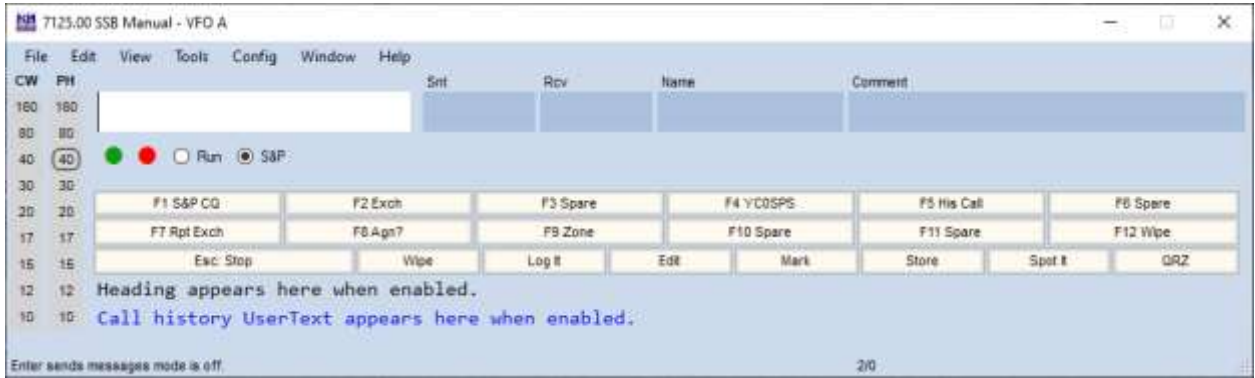 7125.00 SSB Manual - VFO A
File Edit View Tools Config Window Help
CW PH Snt Rcv Name Comment
160 160
80 80
40 40 Run S&P
30 30
F1 S&P CQ F2 Exch F3 Spare F4 YC0SPS F5 His Call F6 Spare
20 20
F7 Rpt Exch F8 Agn? F9 Zone F10 Spare F11 Spare F12 Wipe
17 17
Esc: Stop Wipe Log It Edit Mark Store Spot It QRZ
15 15
12 12 Heading appears here when enabled.
10 10 Call history UserText appears here when enabled.
Enter sends messages mode is off. 2/0